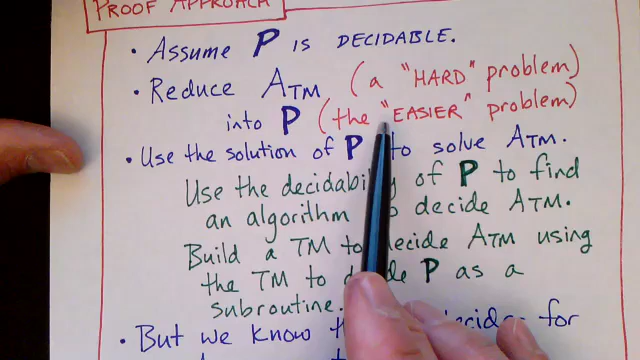 PROOF APPROACH
• Assume P is DECIDABLE.
• Reduce ATM (a "HARD" problem)
into P (the "EASIER" problem)
• Use the solution of P to solve ATM.
Use the decidability of P to find
an algorithm to decide ATM.
Build a TM to decide ATM using
the TM to decide P as a
subroutine.
• But we know for